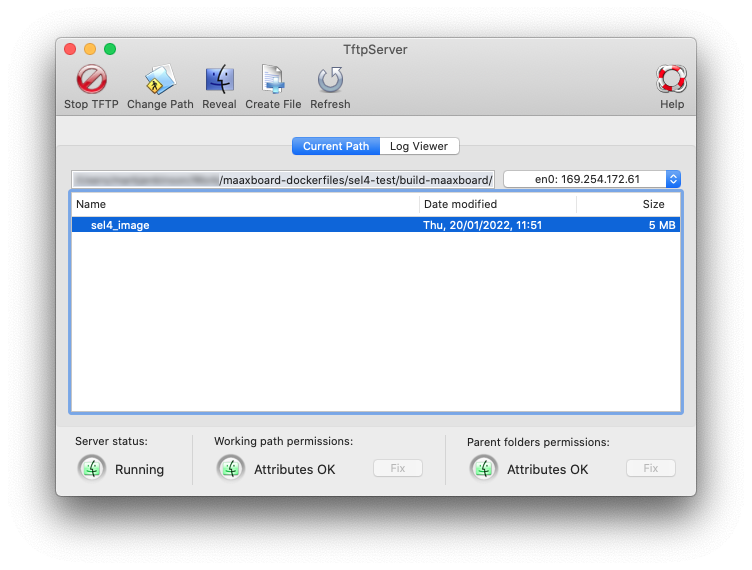 TftpServer
Stop TFTP Change Path Reveal Create File Refresh Help
Current Path Log Viewer
/maaxboard-dockerfiles/sel4-test/build-maaxboard/ en0: 169.254.172.61
Name Date modified Size
sel4_image Thu, 20/01/2022, 11:51 5 MB
Server status: Working path permissions: Parent folders permissions:
Running Attributes OK Fix Attributes OK Fix